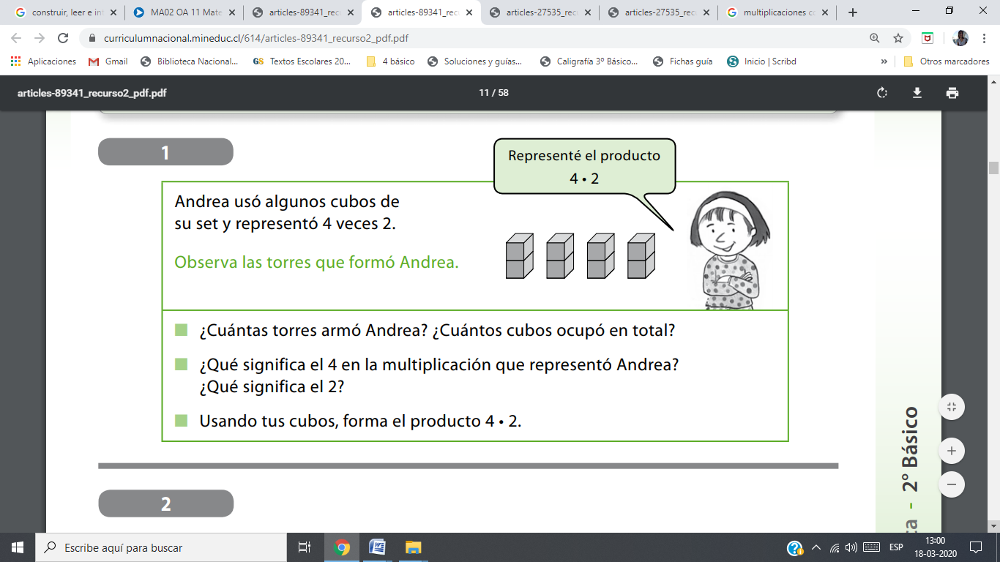 construir, leer e int
MA02 OA 11 Mate
articles-89341_rec
articles-89341_rec
articles-27535_rec
articles-27535_rec
multiplicaciones co
curriculumnacional.mineduc.cl/614/articles-89341_recurso2_pdf.pdf
Aplicaciones
Gmail
Biblioteca Nacional...
GS
Textos Escolares 20...
4 básico
Soluciones y guías...
Caligrafía 3º Básico...
Fichas guía
Inicio | Scribd
»
Otros marcadores
articles-89341_recurso2_pdf.pdf
11 / 58
1
Representé el producto
4 • 2
Andrea usó algunos cubos de
su set y representó 4 veces 2.
Observa las torres que formó Andrea.
¿Cuántas torres armó Andrea? ¿Cuántos cubos ocupó en total?
¿Qué significa el 4 en la multiplicación que representó Andrea?
¿Qué significa el 2?
Usando tus cubos, forma el producto 4 • 2.
2
ca - 2° Básico
Escribe aquí para buscar
ESP
13:00
18-03-2020